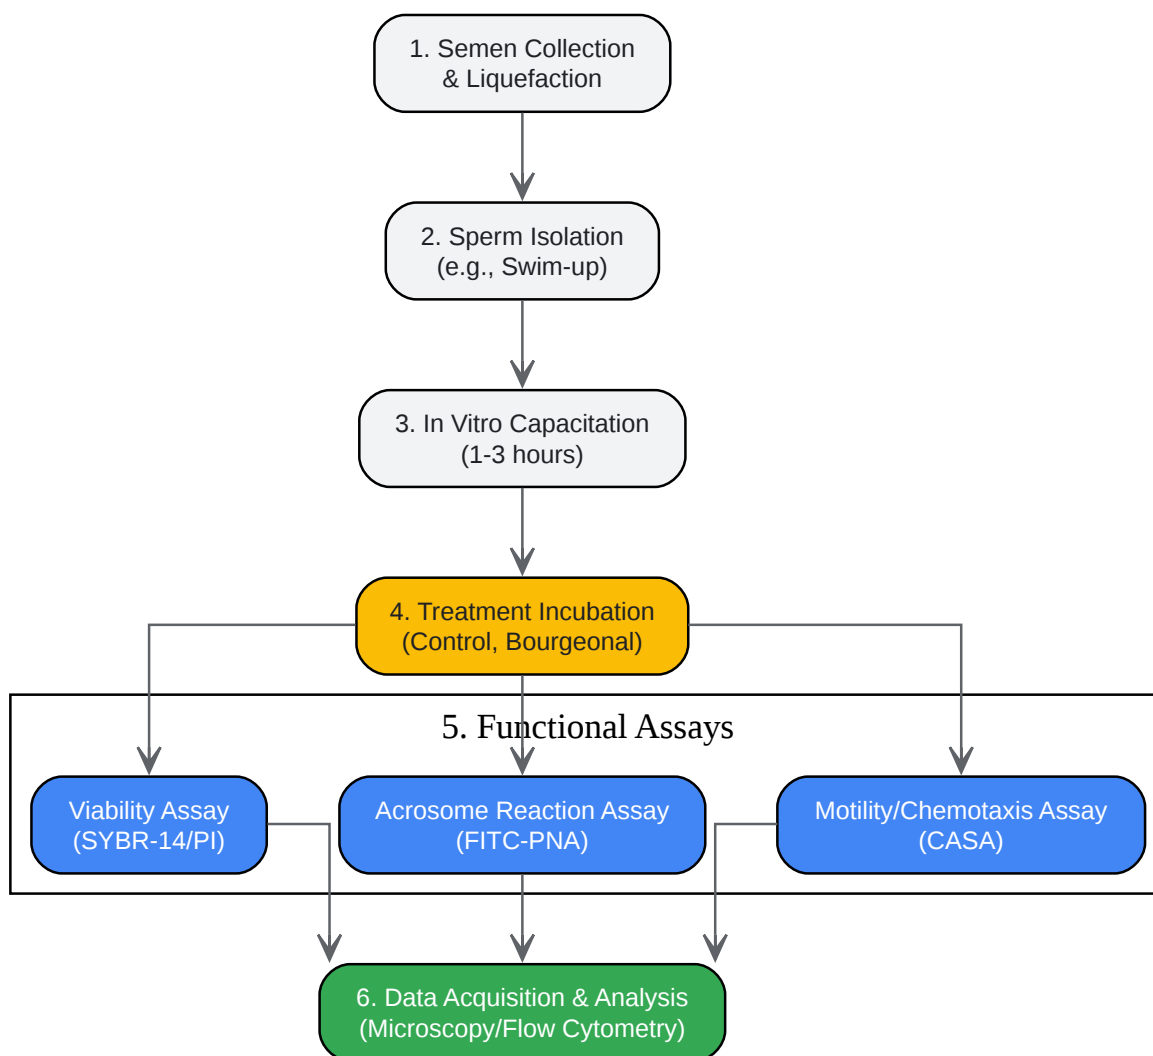 1. Semen Collection
& Liquefaction
2. Sperm Isolation
(e.g., Swim-up)
3. In Vitro Capacitation
(1-3 hours)
4. Treatment Incubation
(Control, Bourgeonal)
5. Functional Assays
Viability Assay
(SYBR-14/PI)
Acrosome Reaction Assay
(FITC-PNA)
Motility/Chemotaxis Assay
(CASA)
6. Data Acquisition & Analysis
(Microscopy/Flow Cytometry)